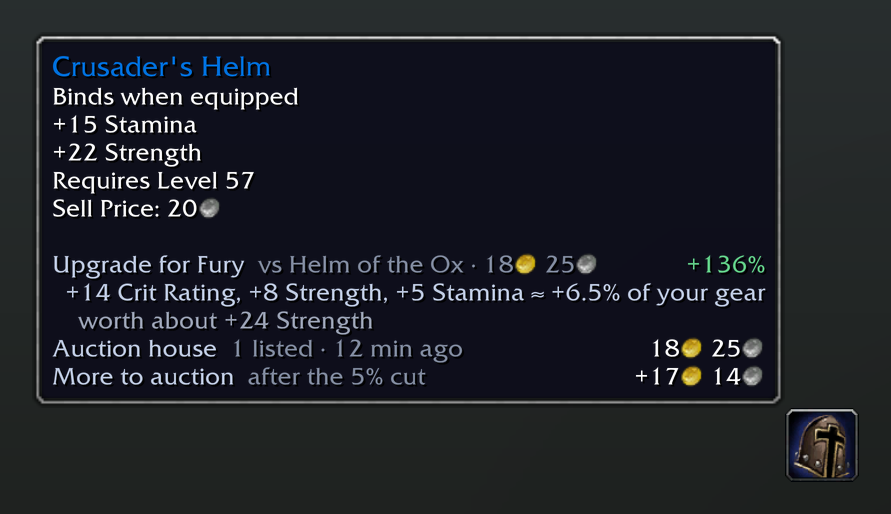 Crusader's Helm
Binds when equipped
+15 Stamina
+22 Strength
Requires Level 57
Sell Price: 20
Upgrade for Fury vs Helm of the Ox · 18 25 +136%
+14 Crit Rating, +8 Strength, +5 Stamina ≈ +6.5% of your gear
worth about +24 Strength
Auction house 1 listed · 12 min ago 18 25
More to auction after the 5% cut +17 14